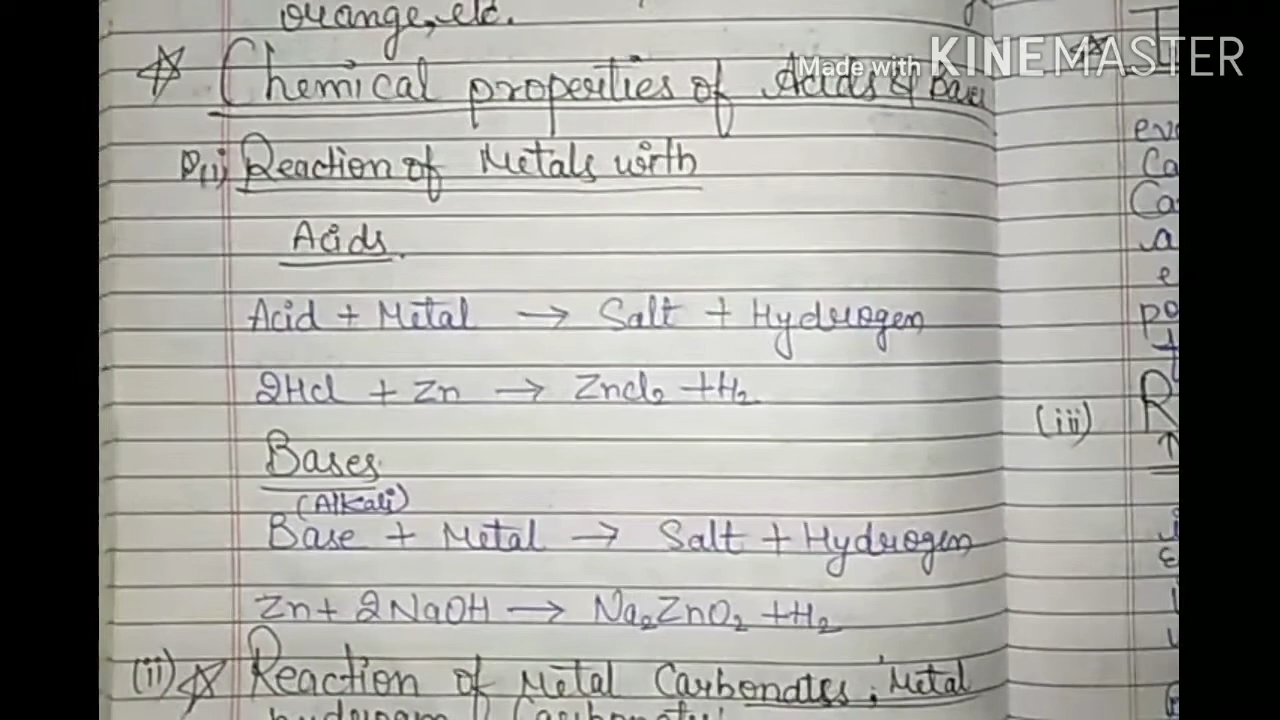 orange, etc.
Made with KINEMASTER
☆ Chemical properties of Acids & Bases
(i) Reaction of Metals with
Acids.
Acid + Metal → Salt + Hydrogen
2HCl + Zn → ZnCl₂ + H₂
Bases
(Alkali)
Base + Metal → Salt + Hydrogen
Zn + 2NaOH → Na₂ZnO₂ + H₂
(ii) ☆ Reaction of Metal Carbonates; Metal
(iii) R